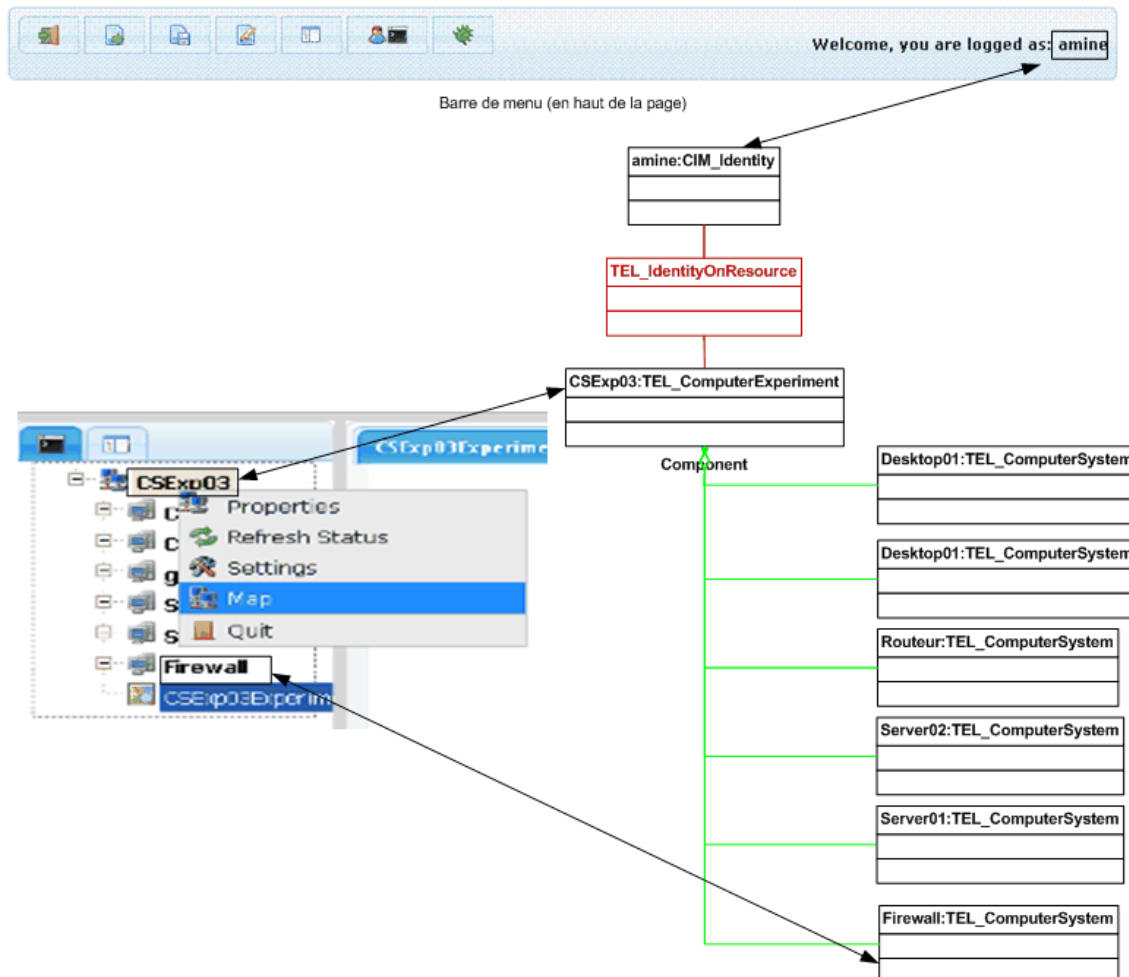 Welcome, you are logged as: amine
Barre de menu (en haut de la page)
amine:CIM_Identity
TEL_IdentityOnResource
CSExp03:TEL_ComputerExperiment
Component
CSExp03Experime
CSExp03
C
Properties
C
Refresh Status
g
Settings
S
Map
S
Quit
Firewall
CSExp03Experim
Desktop01:TEL_ComputerSystem
Desktop01:TEL_ComputerSystem
Routeur:TEL_ComputerSystem
Server02:TEL_ComputerSystem
Server01:TEL_ComputerSystem
Firewall:TEL_ComputerSystem